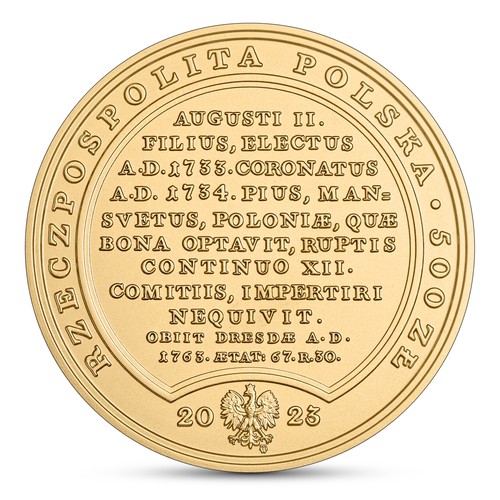 RZECZPOSPOLITA POLSKA · 500 ZŁ
AUGUSTI II.
FILIUS, ELECTUS
A.D. 1733. CORONATUS
A.D. 1734. PIUS, MAN=
SVETUS, POLONIÆ, QUÆ
BONA OPTAVIT, RUPTIS
CONTINUO XII.
COMITIIS, IMPERTIRI
NEQUIVIT.
OBIIT DRESDÆ A.D.
1763. ÆTAT: 67. R. 30.
20 23